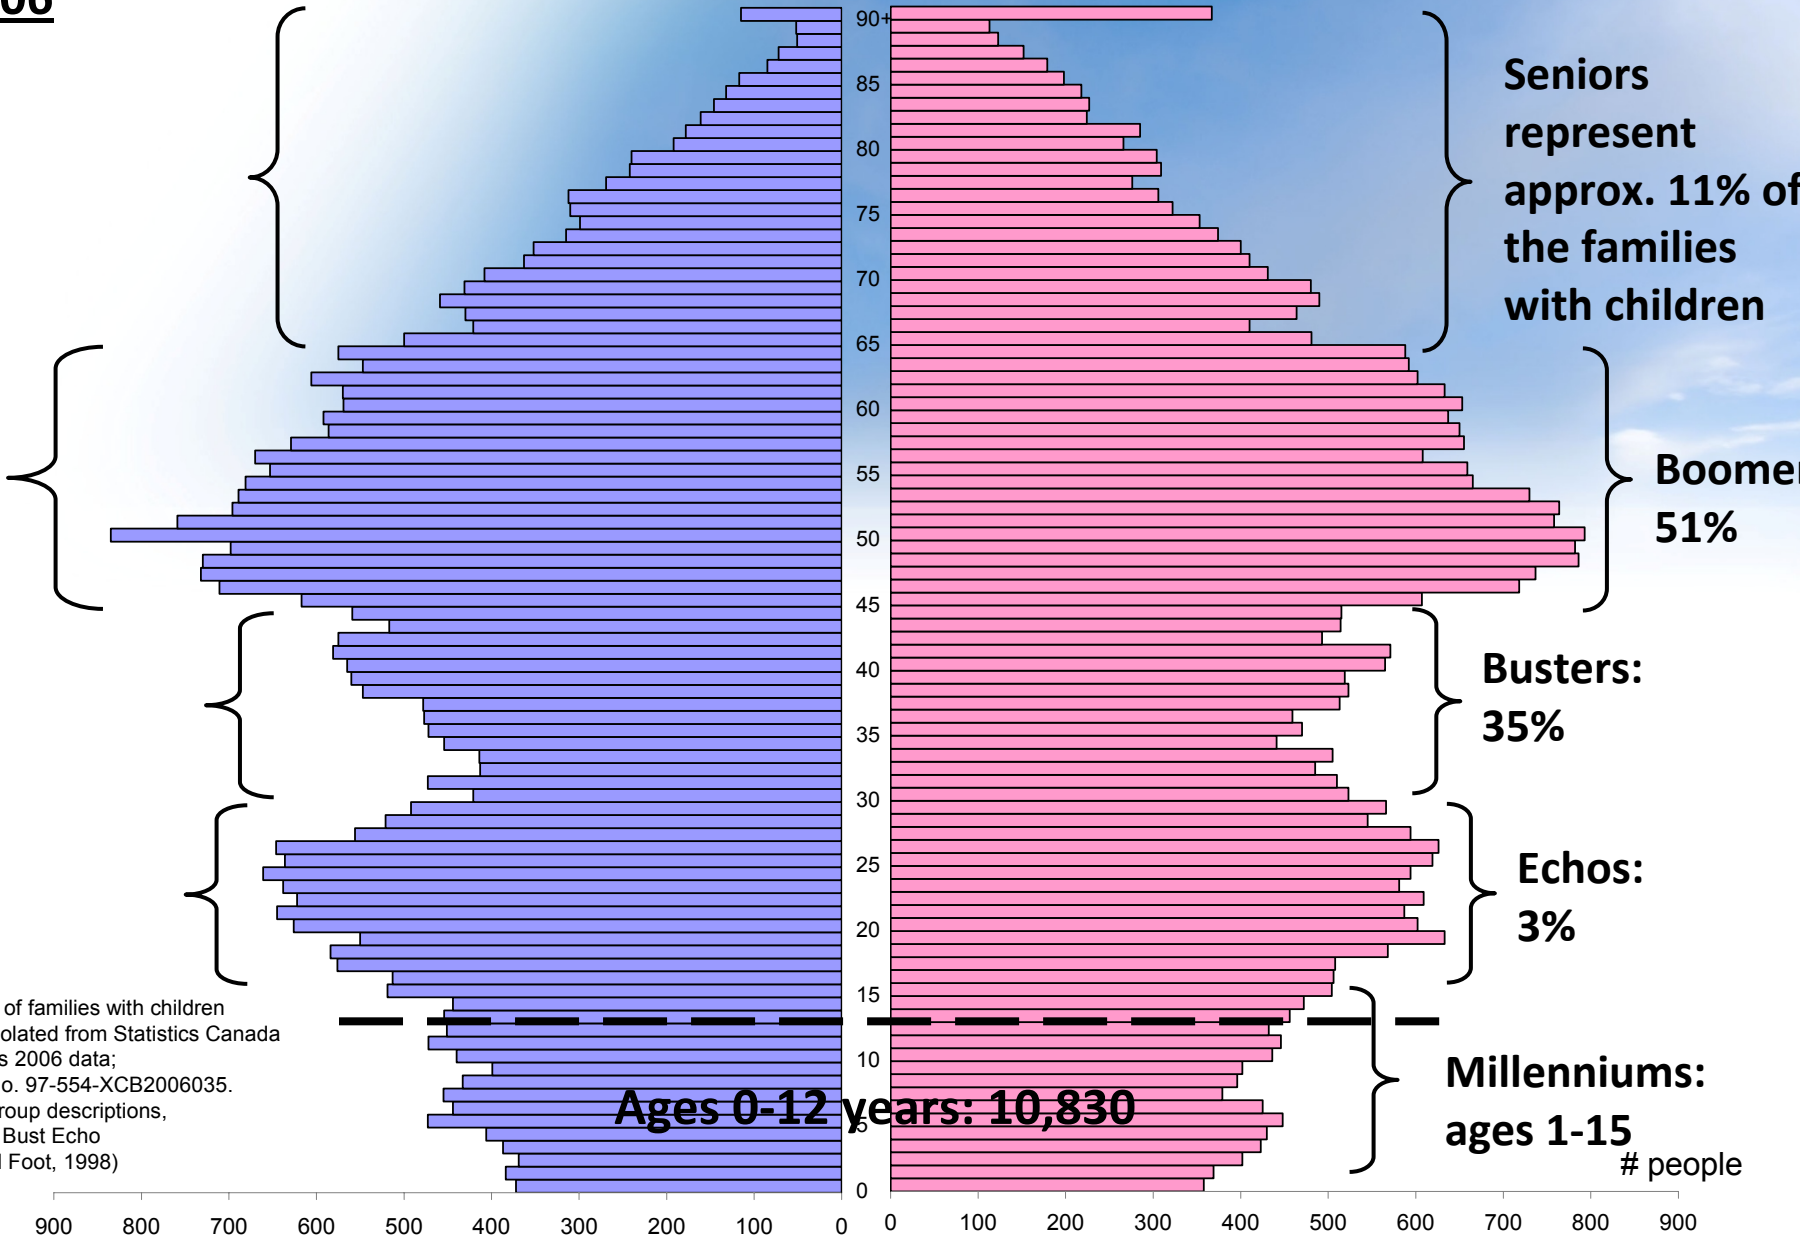 06
90+
85
80
75
70
65
60
55
50
45
40
35
30
25
20
15
10
5
0
Seniors
represent
approx. 11% of
the families
with children
Boomer
51%
Busters:
35%
Echos:
3%
Millenniums:
ages 1-15
# people
Ages 0-12 years: 10,830
of families with children
olated from Statistics Canada
s 2006 data;
o. 97-554-XCB2006035.
roup descriptions,
Bust Echo
l Foot, 1998)
900 800 700 600 500 400 300 200 100 0
0 100 200 300 400 500 600 700 800 900